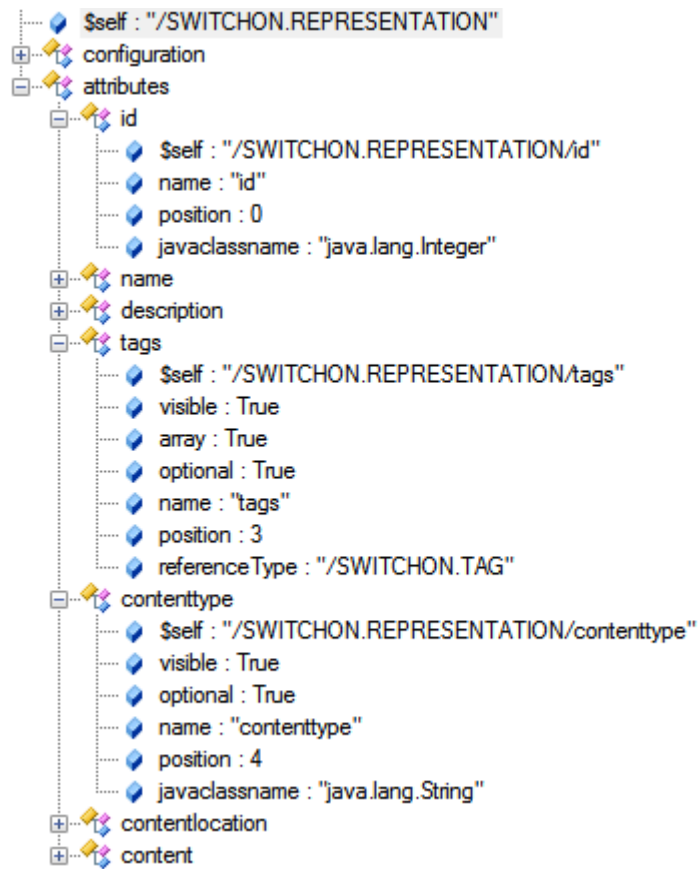 $self : "/SWITCHON.REPRESENTATION"
configuration
attributes
id
$self : "/SWITCHON.REPRESENTATION/id"
name : "id"
position : 0
javaclassname : "java.lang.Integer"
name
description
tags
$self : "/SWITCHON.REPRESENTATION/tags"
visible : True
array : True
optional : True
name : "tags"
position : 3
referenceType : "/SWITCHON.TAG"
contenttype
$self : "/SWITCHON.REPRESENTATION/contenttype"
visible : True
optional : True
name : "contenttype"
position : 4
javaclassname : "java.lang.String"
contentlocation
content